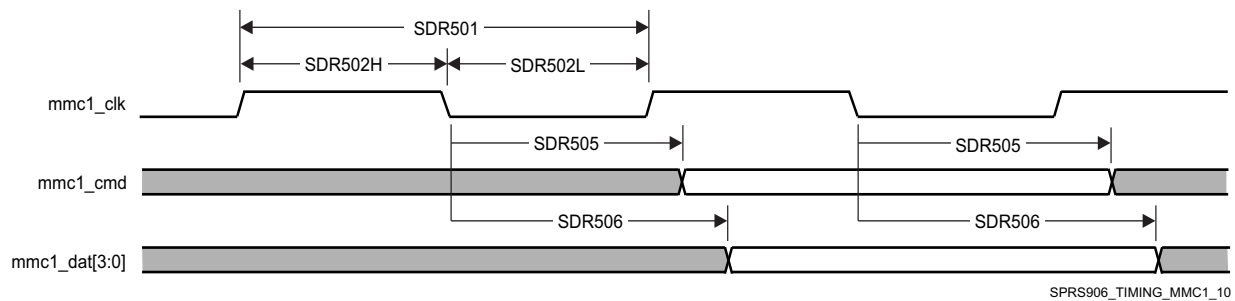 SDR501
SDR502H
SDR502L
mmc1_clk
SDR505
SDR505
mmc1_cmd
SDR506
SDR506
mmc1_dat[3:0]
SPRS906_TIMING_MMC1_10